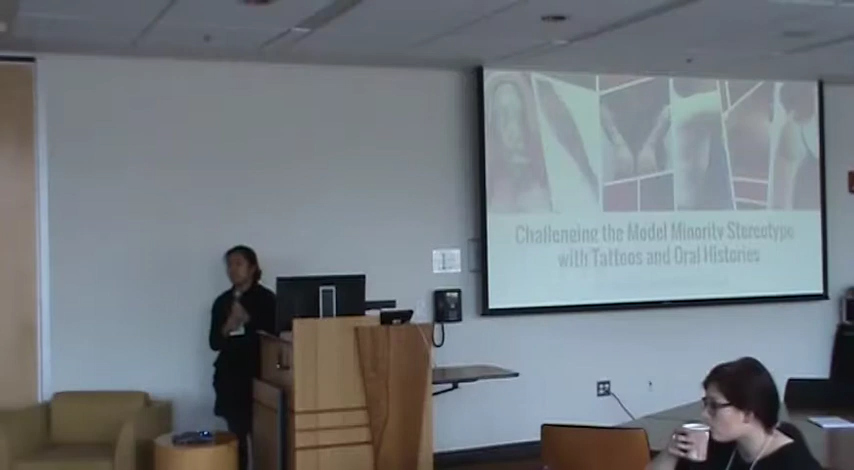 Challenging the Model Minority Stereotype
with Tattoos and Oral Histories